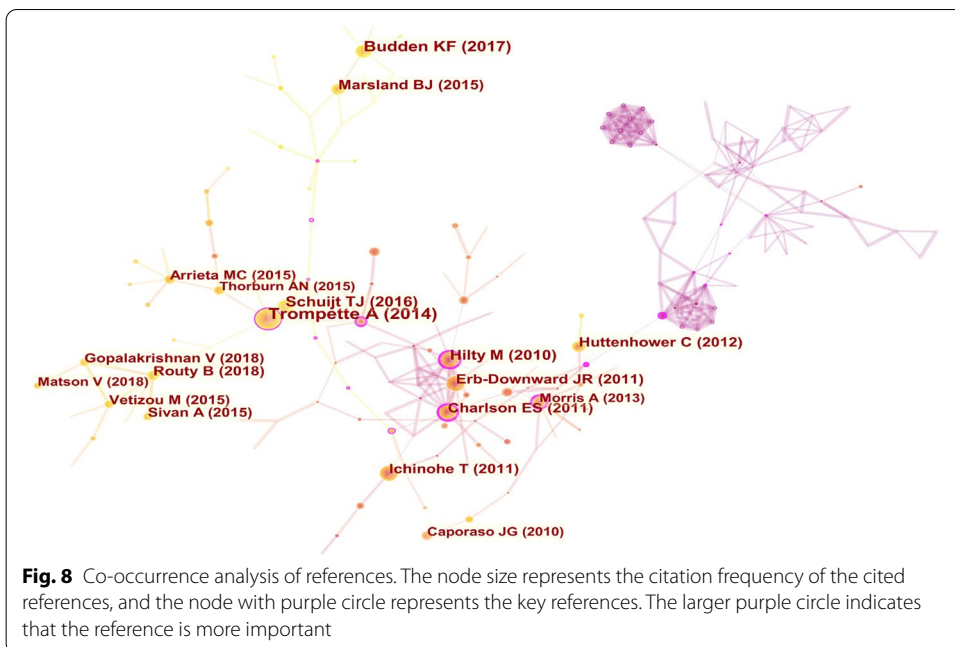 Budden KF (2017)
Marsland BJ (2015)
Arrieta MC (2015)
Thorburn AN (2015)
Schuijt TJ (2016)
Trompette A (2014)
Huttenhower C (2012)
Gopalakrishnan V (2018)
Hilty M (2010)
Routy B (2018)
Matson V (2018)
Erb-Downward JR (2011)
Vetizou M (2015)
Morris A (2013)
Sivan A (2015)
Charlson ES (2011)
Ichinohe T (2011)
Caporaso JG (2010)
Fig. 8 Co-occurrence analysis of references. The node size represents the citation frequency of the cited
references, and the node with purple circle represents the key references. The larger purple circle indicates
that the reference is more important